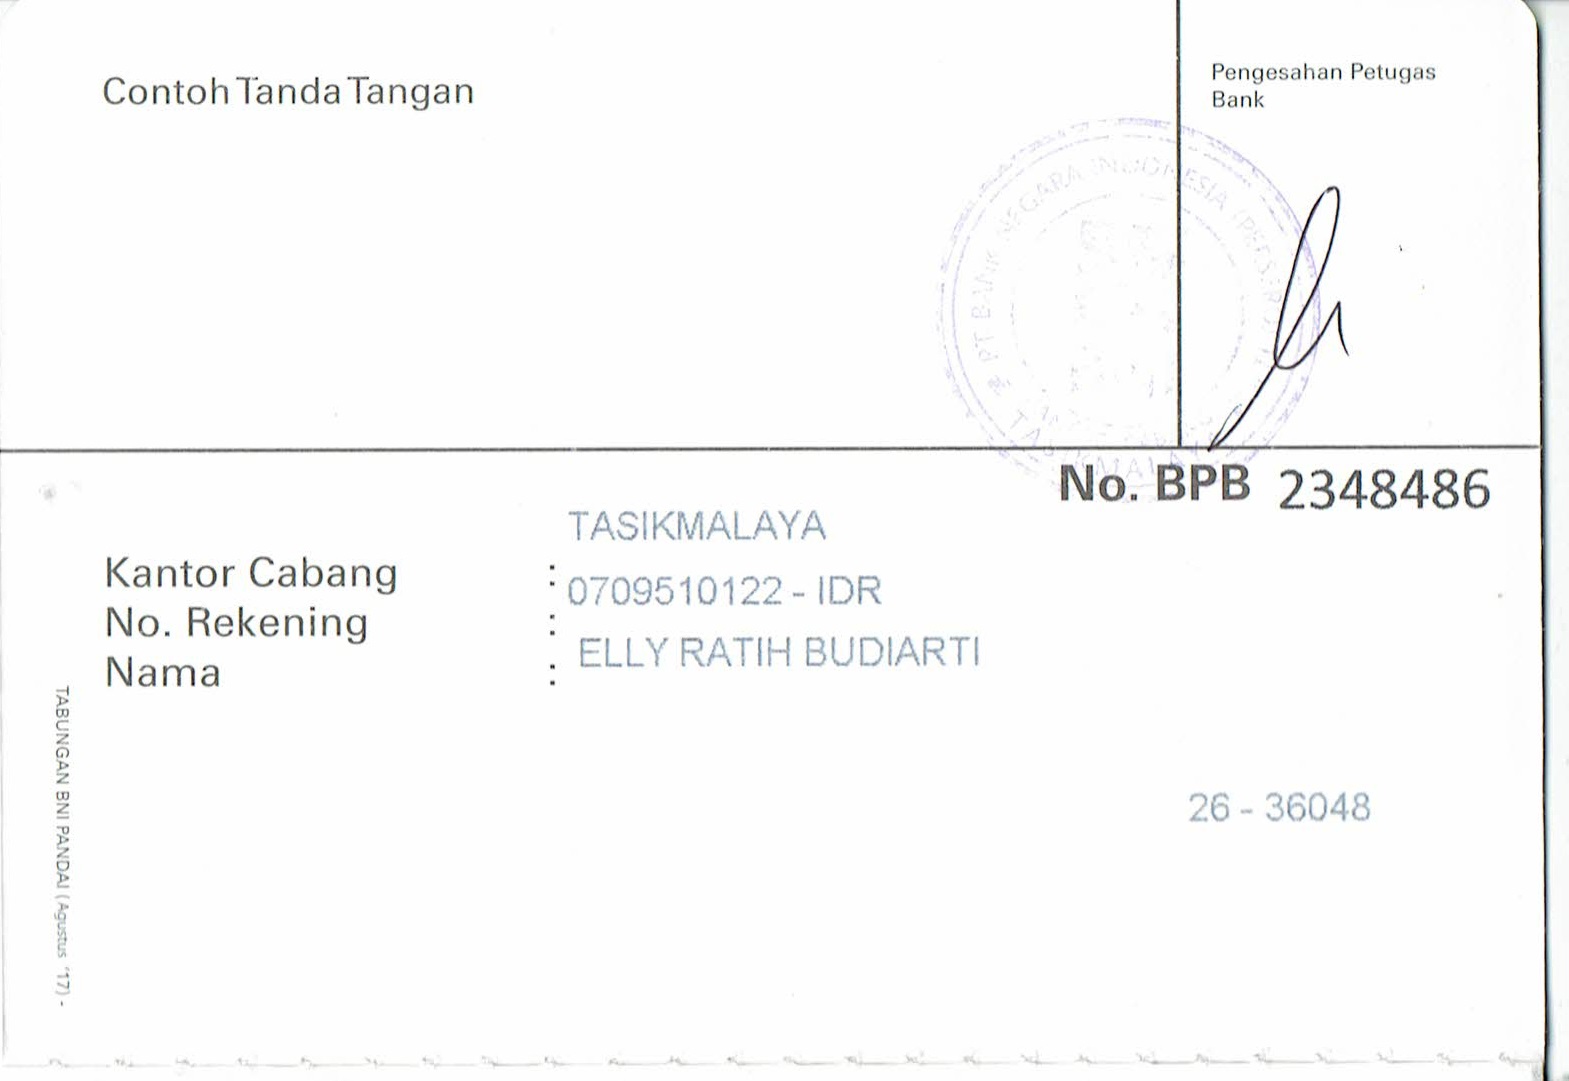 Contoh Tanda Tangan
Pengesahan Petugas
Bank
PT BANK NEGARA INDONESIA (PERSERO)
TASIKMALAYA
No. BPB 2348486
TASIKMALAYA
Kantor Cabang :
0709510122 - IDR
No. Rekening :
ELLY RATIH BUDIARTI
Nama :
26 - 36048
TABUNGAN BNI PANDAI (Agustus '17) -